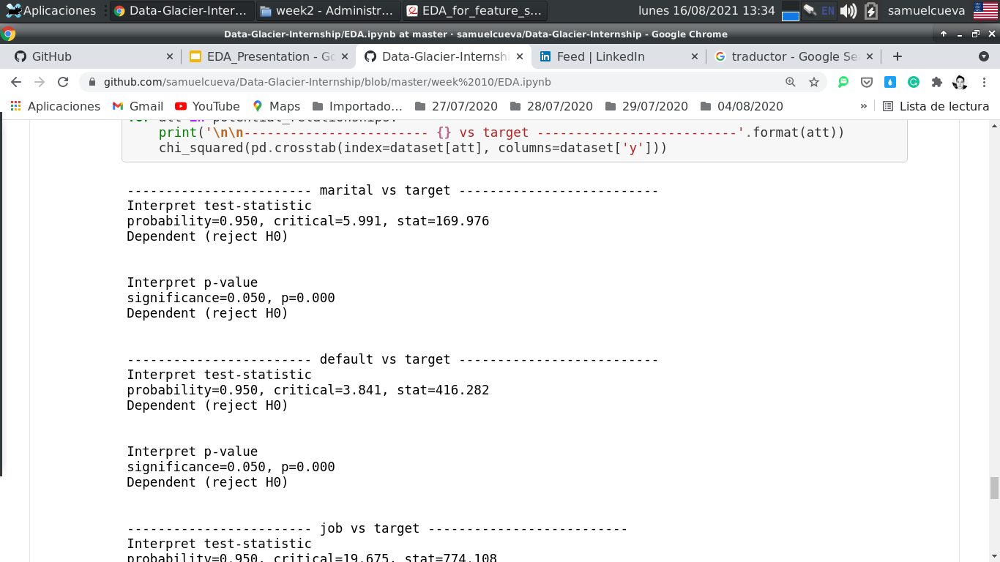 Aplicaciones Data-Glacier-Inter... week2 - Administr... EDA_for_feature_s... lunes 16/08/2021 13:34 EN samuelcueva
Data-Glacier-Internship/EDA.ipynb at master · samuelcueva/Data-Glacier-Internship - Google Chrome
GitHub EDA_Presentation - Go Data-Glacier-Internshi Feed | LinkedIn traductor - Google Se
github.com/samuelcueva/Data-Glacier-Internship/blob/master/week%2010/EDA.ipynb
Aplicaciones Gmail YouTube Maps Importado... 27/07/2020 28/07/2020 29/07/2020 04/08/2020 » Lista de lectura
for att in potential_relationships:
print('\n\n------------------------ {} vs target --------------------------'.format(att))
chi_squared(pd.crosstab(index=dataset[att], columns=dataset['y']))
------------------------ marital vs target --------------------------
Interpret test-statistic
probability=0.950, critical=5.991, stat=169.976
Dependent (reject H0)
Interpret p-value
significance=0.050, p=0.000
Dependent (reject H0)
------------------------ default vs target --------------------------
Interpret test-statistic
probability=0.950, critical=3.841, stat=416.282
Dependent (reject H0)
Interpret p-value
significance=0.050, p=0.000
Dependent (reject H0)
------------------------ job vs target --------------------------
Interpret test-statistic
probability=0.950, critical=19.675, stat=774.108